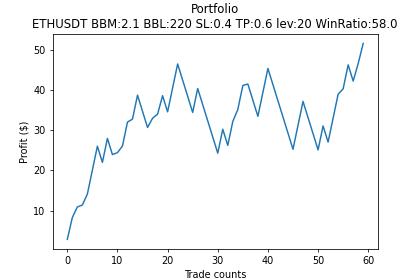 Portfolio
ETHUSDT BBM:2.1 BBL:220 SL:0.4 TP:0.6 lev:20 WinRatio:58.0
50
40
30
20
10
Profit ($)
0 10 20 30 40 50 60
Trade counts